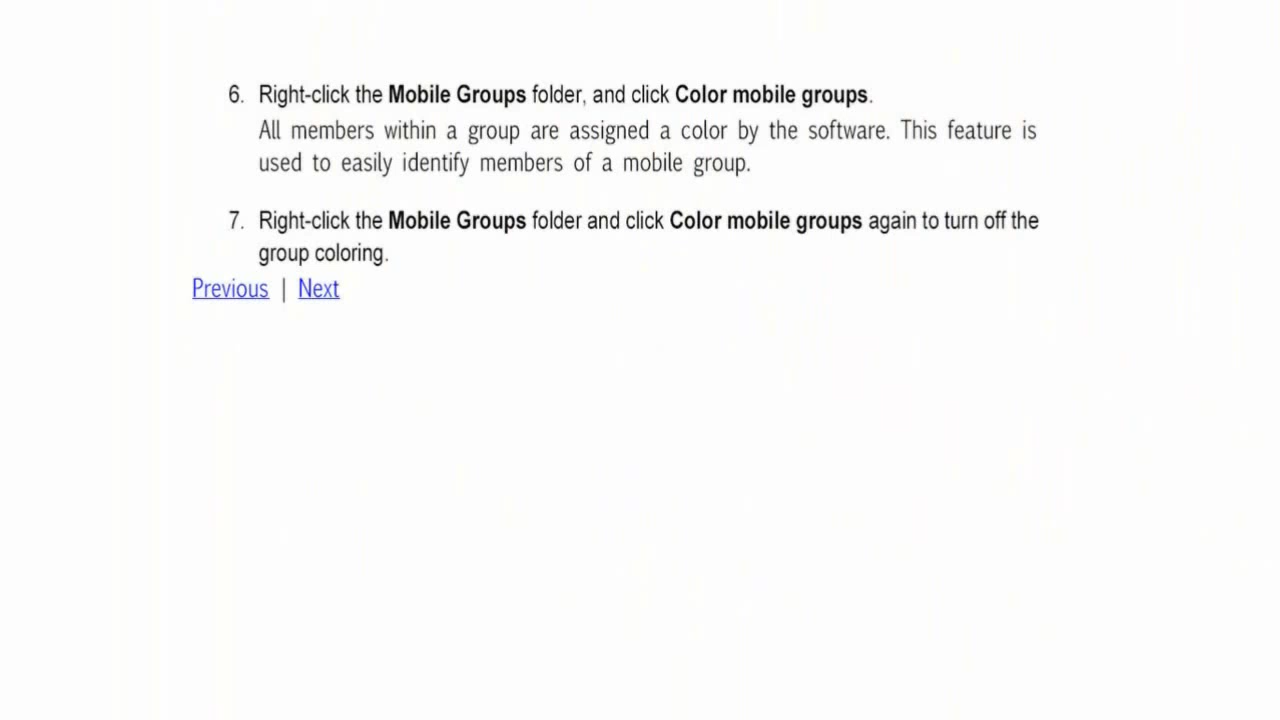 6. Right-click the Mobile Groups folder, and click Color mobile groups.
All members within a group are assigned a color by the software. This feature is
used to easily identify members of a mobile group.
7. Right-click the Mobile Groups folder and click Color mobile groups again to turn off the
group coloring.
Previous | Next